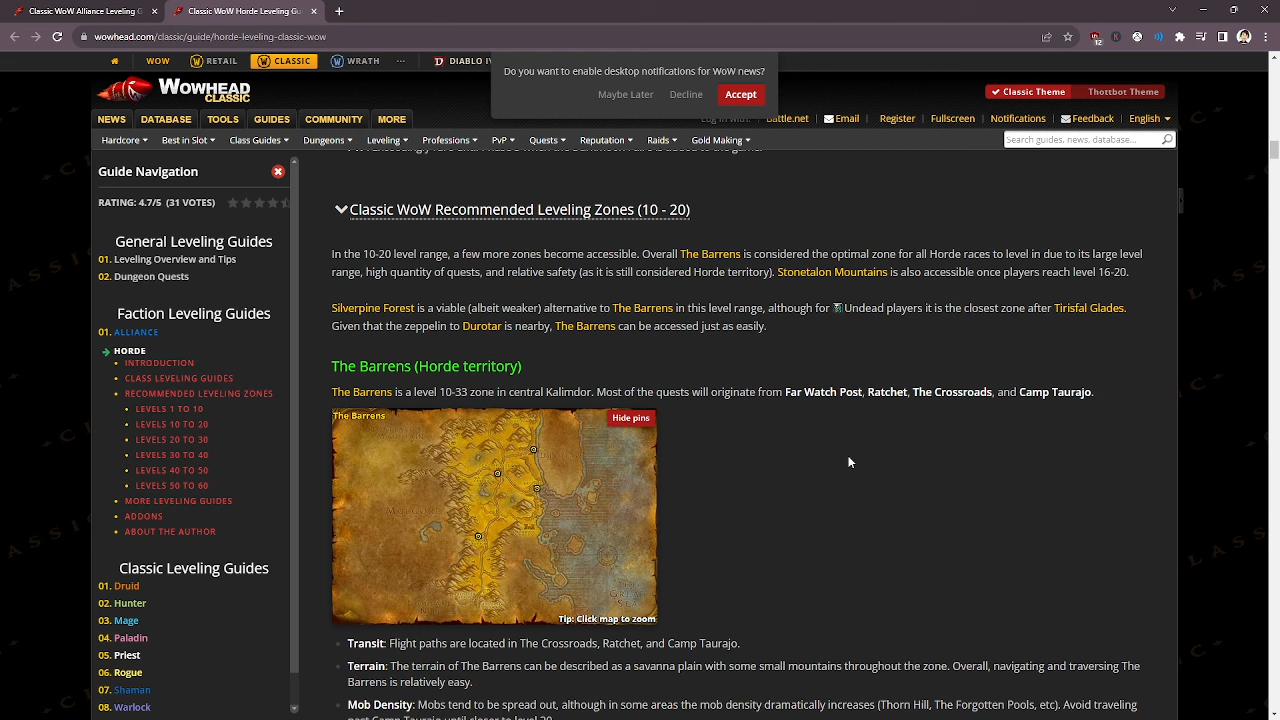 Classic WoW Alliance Leveling G
Horde Leveling Guide
wowhead.com/classic/guide/horde-leveling-classic-wow
12
WOW
RETAIL
CLASSIC
WRATH
DIABLO IV
Do you want to enable desktop notifications for WoW news?
Maybe Later Decline Accept
WOWHEAD CLASSIC
Classic Theme Thottbot Theme
NEWS DATABASE TOOLS GUIDES COMMUNITY MORE
Log in with: Battle.net Email Register Fullscreen Notifications Feedback English
Hardcore Best in Slot Class Guides Dungeons Leveling Professions PvP Quests Reputation Raids Gold Making
Search guides, news, database...
Guide Navigation
RATING: 4.7/5 (31 VOTES)
General Leveling Guides
01. Leveling Overview and Tips
02. Dungeon Quests
Faction Leveling Guides
01. ALLIANCE
HORDE
INTRODUCTION
CLASS LEVELING GUIDES
RECOMMENDED LEVELING ZONES
LEVELS 1 TO 10
LEVELS 10 TO 20
LEVELS 20 TO 30
LEVELS 30 TO 40
LEVELS 40 TO 50
LEVELS 50 TO 60
MORE LEVELING GUIDES
ADDONS
ABOUT THE AUTHOR
Classic Leveling Guides
01. Druid
02. Hunter
03. Mage
04. Paladin
05. Priest
06. Rogue
07. Shaman
08. Warlock
Classic WoW Recommended Leveling Zones (10 - 20)
In the 10-20 level range, a few more zones become accessible. Overall The Barrens is considered the optimal zone for all Horde races to level in due to its large level
range, high quantity of quests, and relative safety (as it is still considered Horde territory). Stonetalon Mountains is also accessible once players reach level 16-20.
Silverpine Forest is a viable (albeit weaker) alternative to The Barrens in this level range, although for Undead players it is the closest zone after Tirisfal Glades.
Given that the zeppelin to Durotar is nearby, The Barrens can be accessed just as easily.
The Barrens (Horde territory)
The Barrens is a level 10-33 zone in central Kalimdor. Most of the quests will originate from Far Watch Post, Ratchet, The Crossroads, and Camp Taurajo.
The Barrens
Hide pins
THE GREAT SEA
Tip: Click map to zoom
Transit: Flight paths are located in The Crossroads, Ratchet, and Camp Taurajo.
Terrain: The terrain of The Barrens can be described as a savanna plain with some small mountains throughout the zone. Overall, navigating and traversing The
Barrens is relatively easy.
Mob Density: Mobs tend to be spread out, although in some areas the mob density dramatically increases (Thorn Hill, The Forgotten Pools, etc). Avoid traveling
past Camp Taurajo until closer to level 20.